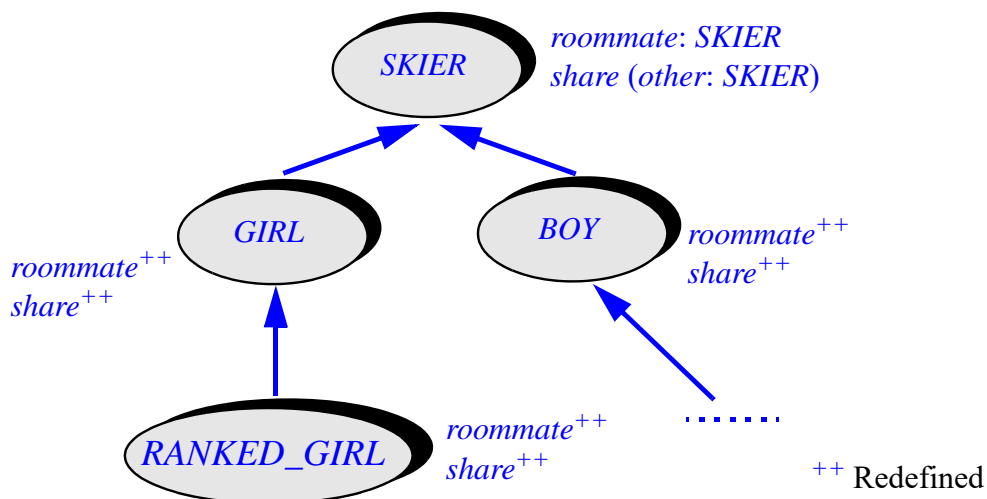 SKIER
roommate: SKIER
share (other: SKIER)
GIRL
roommate++
share++
BOY
roommate++
share++
RANKED_GIRL
roommate++
share++
++ Redefined